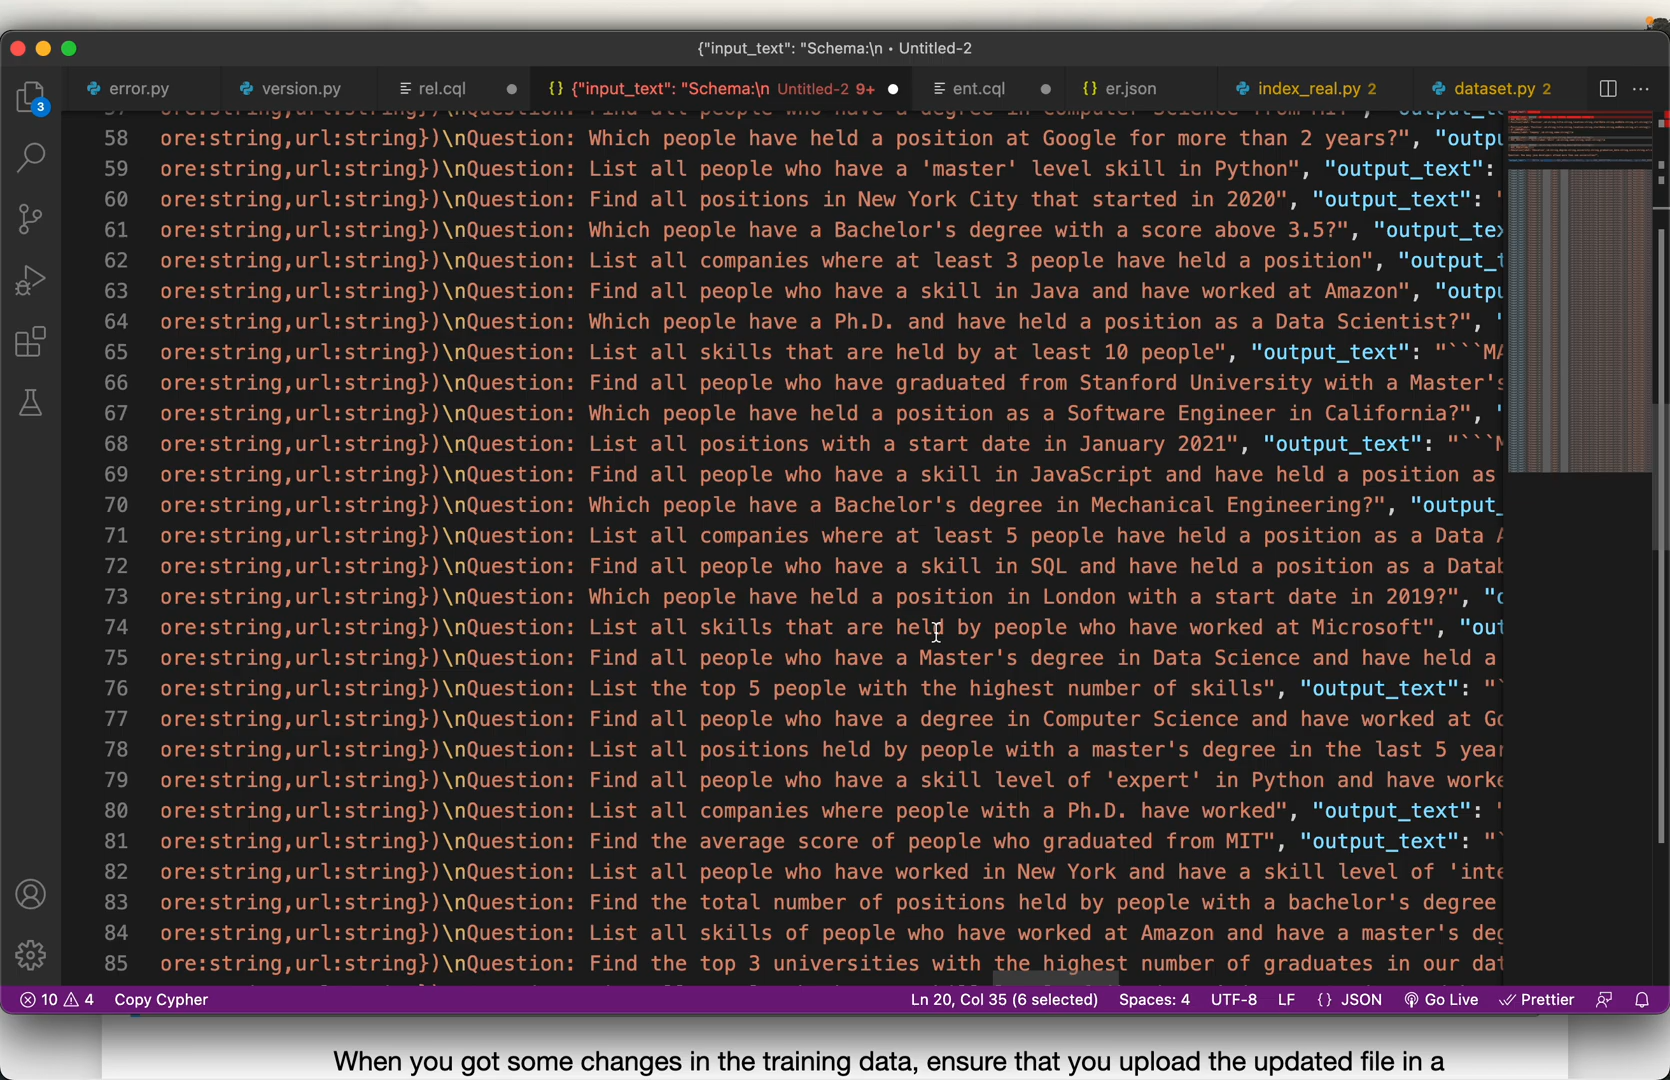 {"input_text": "Schema:\n • Untitled-2
error.py version.py rel.cql {} {"input_text": "Schema:\n Untitled-2 9+ ent.cql {} er.json index_real.py 2 dataset.py 2
3
58 ore:string,url:string})\nQuestion: Which people have held a position at Google for more than 2 years?", "outpu
59 ore:string,url:string})\nQuestion: List all people who have a 'master' level skill in Python", "output_text":
60 ore:string,url:string})\nQuestion: Find all positions in New York City that started in 2020", "output_text": "
61 ore:string,url:string})\nQuestion: Which people have a Bachelor's degree with a score above 3.5?", "output_tex
62 ore:string,url:string})\nQuestion: List all companies where at least 3 people have held a position", "output_t
63 ore:string,url:string})\nQuestion: Find all people who have a skill in Java and have worked at Amazon", "outpu
64 ore:string,url:string})\nQuestion: Which people have a Ph.D. and have held a position as a Data Scientist?", "
65 ore:string,url:string})\nQuestion: List all skills that are held by at least 10 people", "output_text": "```MA
66 ore:string,url:string})\nQuestion: Find all people who have graduated from Stanford University with a Master's
67 ore:string,url:string})\nQuestion: Which people have held a position as a Software Engineer in California?", "
68 ore:string,url:string})\nQuestion: List all positions with a start date in January 2021", "output_text": "```M
69 ore:string,url:string})\nQuestion: Find all people who have a skill in JavaScript and have held a position as
70 ore:string,url:string})\nQuestion: Which people have a Bachelor's degree in Mechanical Engineering?", "output_
71 ore:string,url:string})\nQuestion: List all companies where at least 5 people have held a position as a Data A
72 ore:string,url:string})\nQuestion: Find all people who have a skill in SQL and have held a position as a Datab
73 ore:string,url:string})\nQuestion: Which people have held a position in London with a start date in 2019?", "o
74 ore:string,url:string})\nQuestion: List all skills that are held by people who have worked at Microsoft", "out
75 ore:string,url:string})\nQuestion: Find all people who have a Master's degree in Data Science and have held a
76 ore:string,url:string})\nQuestion: List the top 5 people with the highest number of skills", "output_text": "`
77 ore:string,url:string})\nQuestion: Find all people who have a degree in Computer Science and have worked at Go
78 ore:string,url:string})\nQuestion: List all positions held by people with a master's degree in the last 5 year
79 ore:string,url:string})\nQuestion: Find all people who have a skill level of 'expert' in Python and have worke
80 ore:string,url:string})\nQuestion: List all companies where people with a Ph.D. have worked", "output_text": "
81 ore:string,url:string})\nQuestion: Find the average score of people who graduated from MIT", "output_text": "`
82 ore:string,url:string})\nQuestion: List all people who have worked in New York and have a skill level of 'inte
83 ore:string,url:string})\nQuestion: Find the total number of positions held by people with a bachelor's degree
84 ore:string,url:string})\nQuestion: List all skills of people who have worked at Amazon and have a master's deg
85 ore:string,url:string})\nQuestion: Find the top 3 universities with the highest number of graduates in our dat
10 4 Copy Cypher Ln 20, Col 35 (6 selected) Spaces: 4 UTF-8 LF {} JSON Go Live Prettier
When you got some changes in the training data, ensure that you upload the updated file in a